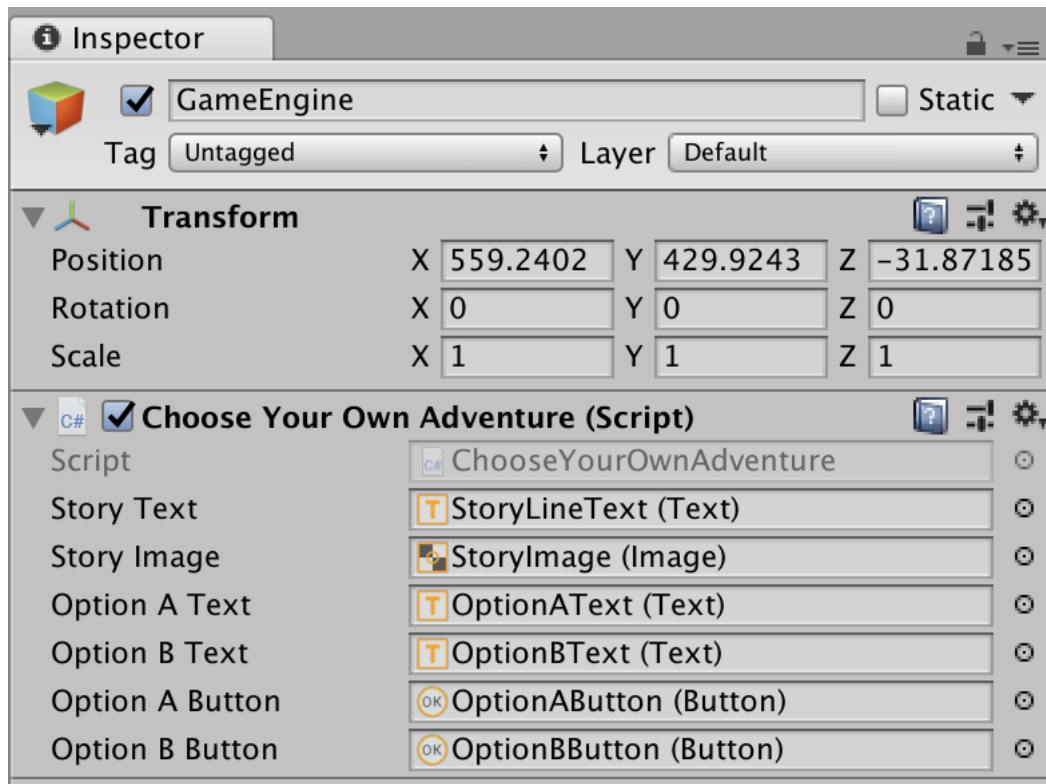 Inspector
GameEngine Static
Tag Untagged Layer Default
Transform
Position X 559.2402 Y 429.9243 Z -31.87185
Rotation X 0 Y 0 Z 0
Scale X 1 Y 1 Z 1
C# Choose Your Own Adventure (Script)
Script C# ChooseYourOwnAdventure
Story Text T StoryLineText (Text)
Story Image StoryImage (Image)
Option A Text T OptionAText (Text)
Option B Text T OptionBText (Text)
Option A Button OK OptionAButton (Button)
Option B Button OK OptionBButton (Button)